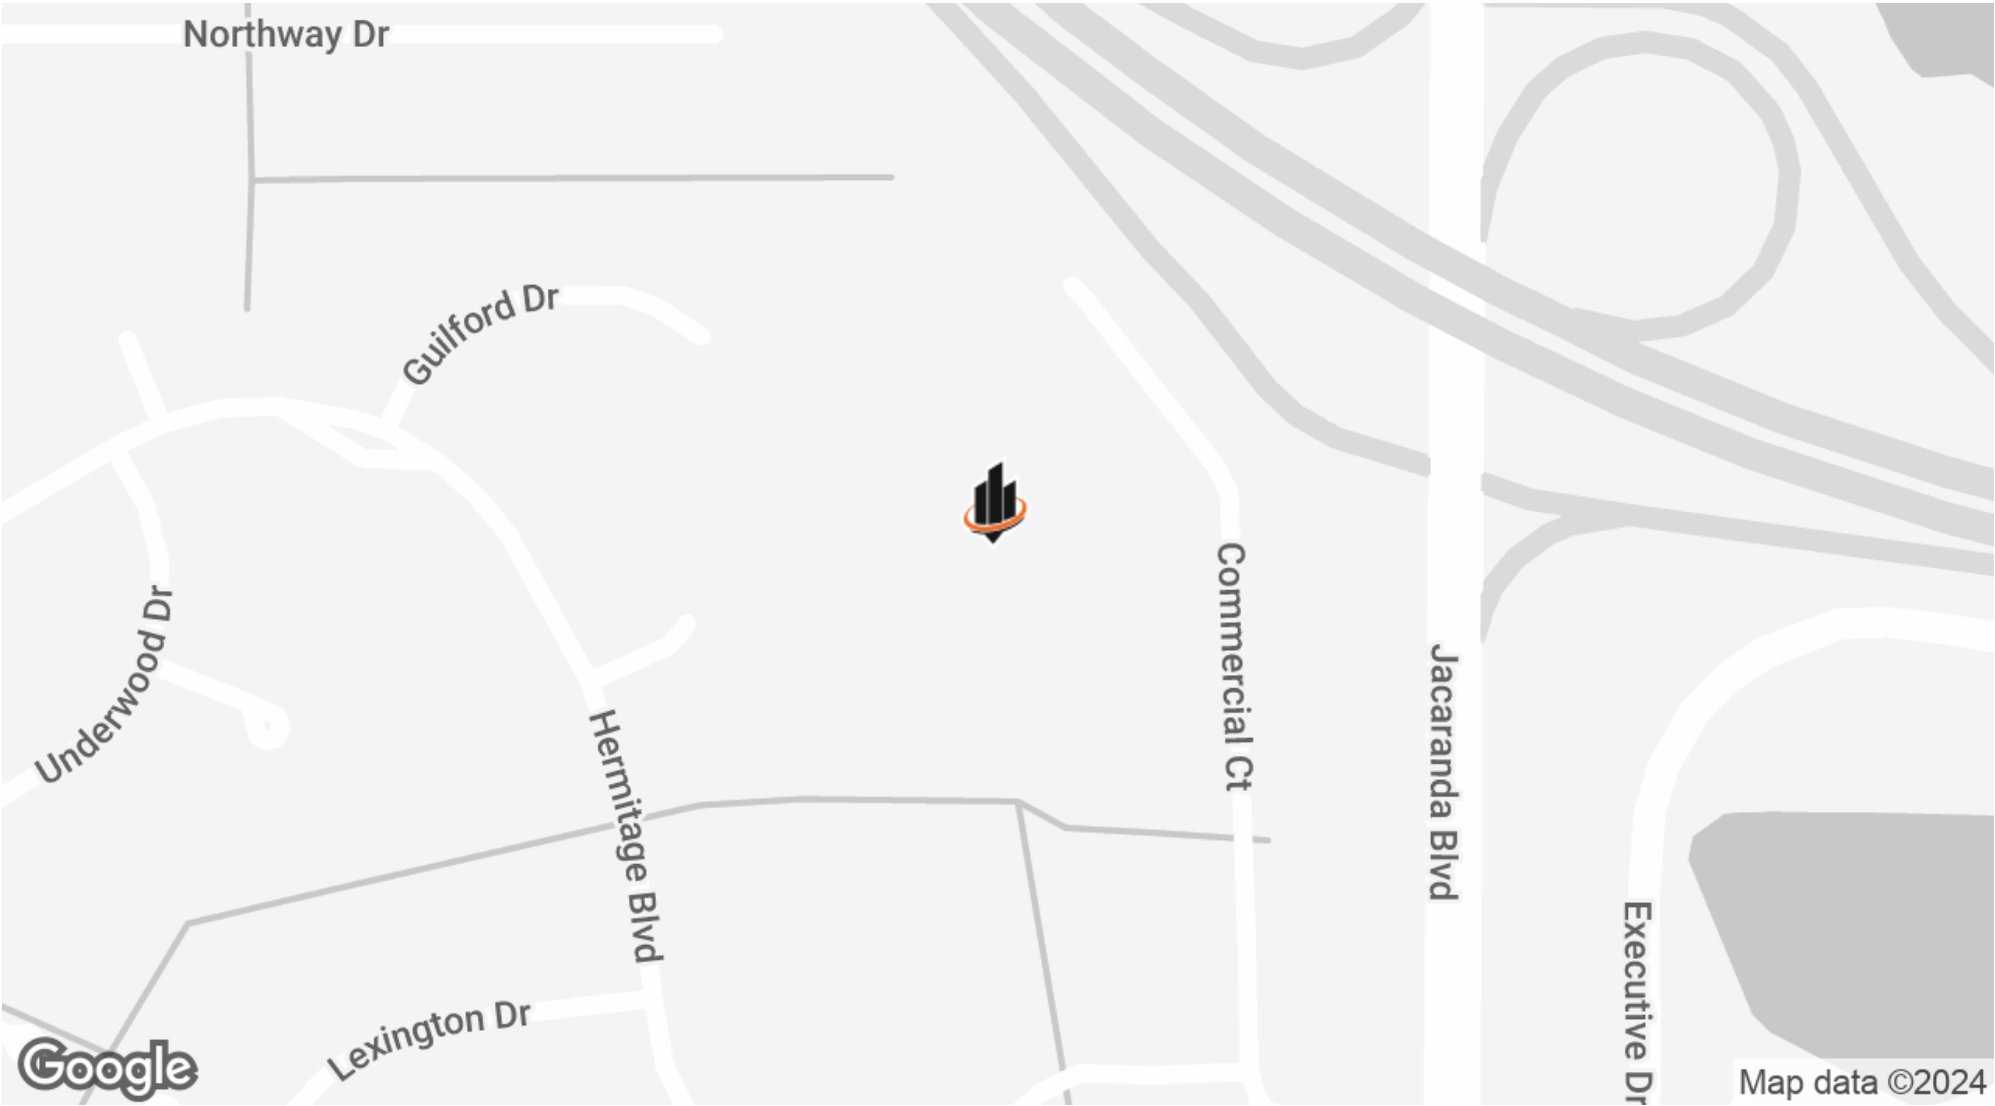 Northway Dr
Guilford Dr
Underwood Dr
Commercial Ct
Jacaranda Blvd
Hermitage Blvd
Executive Dr
Lexington Dr
Google
Map data ©2024